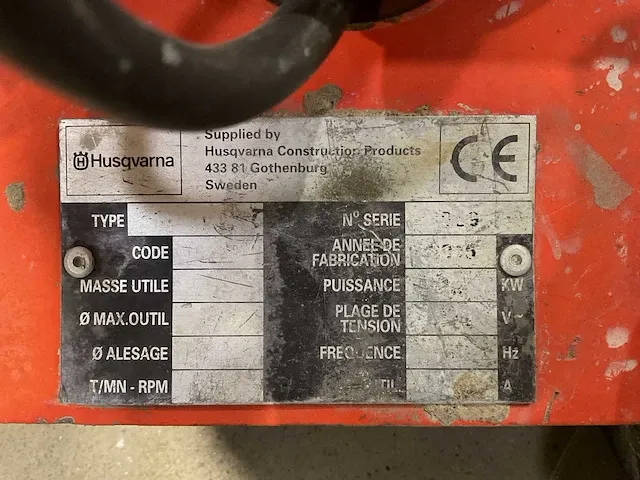 Husqvarna
Supplied by
Husqvarna Construction Products
433 81 Gothenburg
Sweden
CE
TYPE
N° SERIE
CODE
ANNEE DE
FABRICATION
MASSE UTILE
PUISSANCE
KW
Ø MAX.OUTIL
PLAGE DE
TENSION
V~
Ø ALESAGE
FREQUENCE
Hz
T/MN - RPM
A